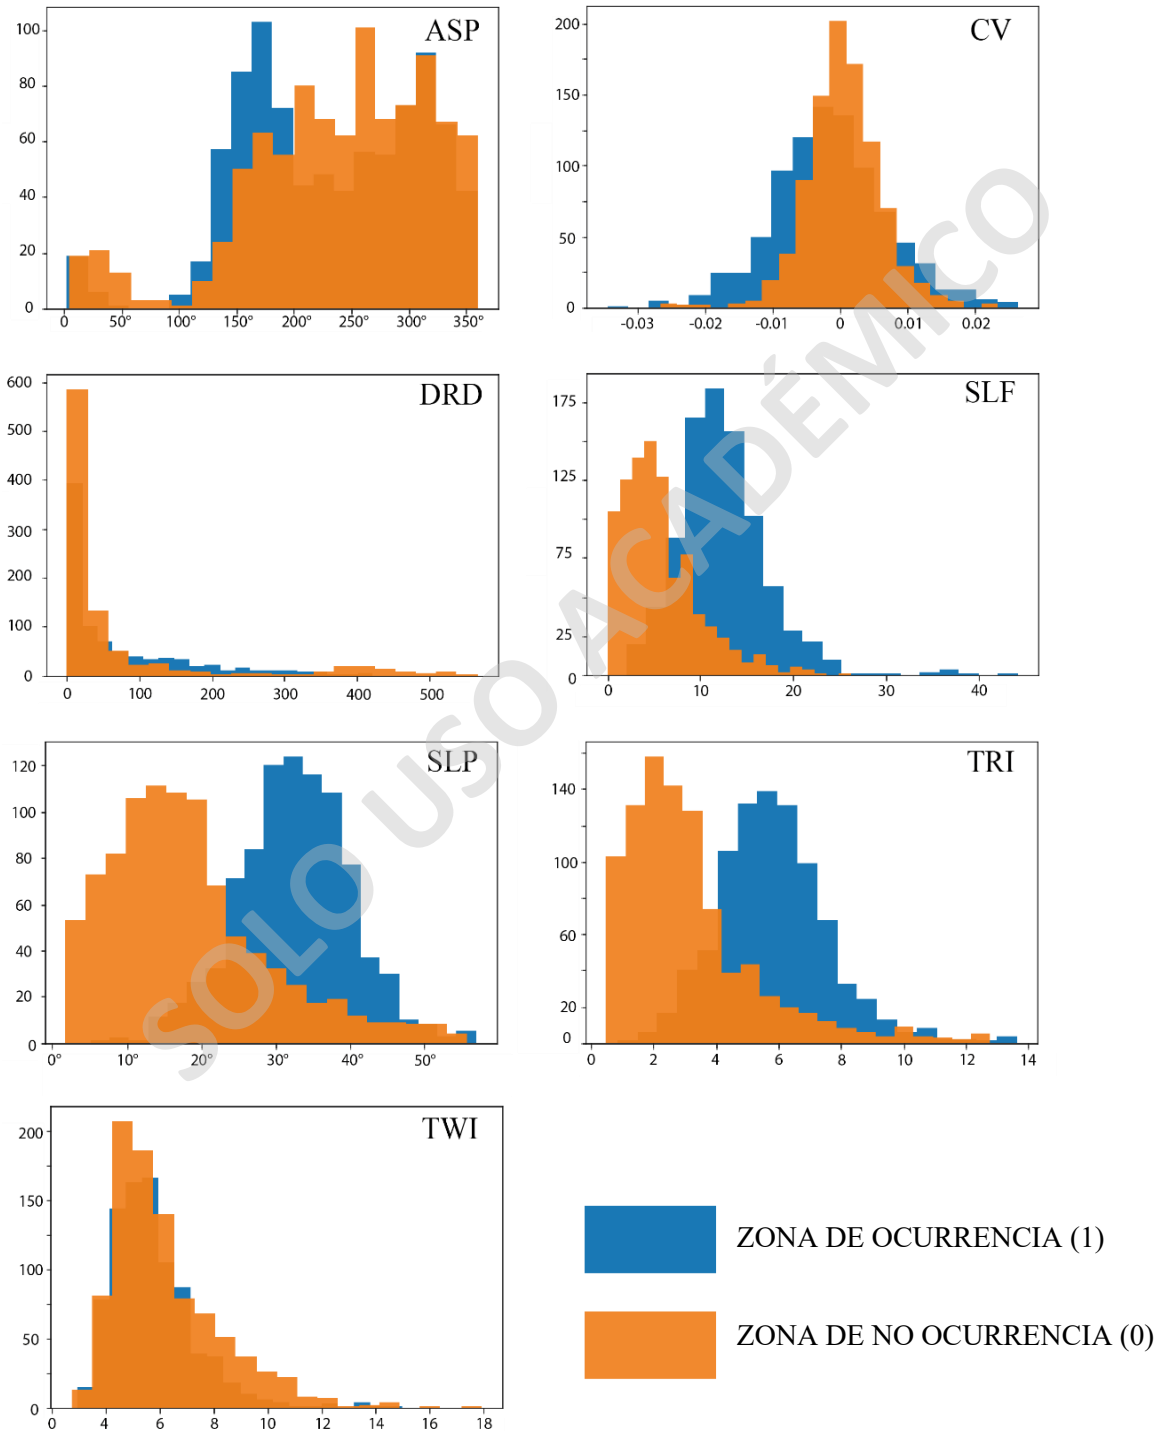 ASP
100
80
60
40
20
0
0 50° 100° 150° 200° 250° 300° 350°
CV
200
150
100
50
0
-0.03 -0.02 -0.01 0 0.01 0.02
DRD
600
500
400
300
200
100
0
0 100 200 300 400 500
SLF
175
125
75
25
0
0 10 20 30 40
SLP
120
100
80
60
40
20
0
0° 10° 20° 30° 40° 50°
TRI
140
100
60
20
0
0 2 4 6 8 10 12 14
TWI
200
150
100
50
0
0 4 6 8 10 12 14 16 18
ZONA DE OCURRENCIA (1)
ZONA DE NO OCURRENCIA (0)
SOLO USO ACADÉMICO